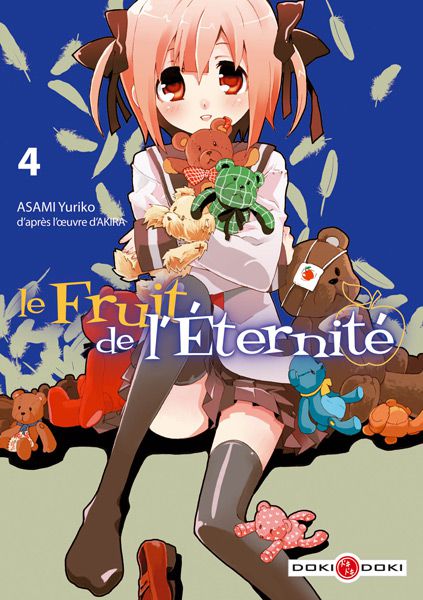 4
ASAMI Yuriko
d'après l'œuvre d'AKIRA
le Fruit
de l'Éternité
DOKI DOKI